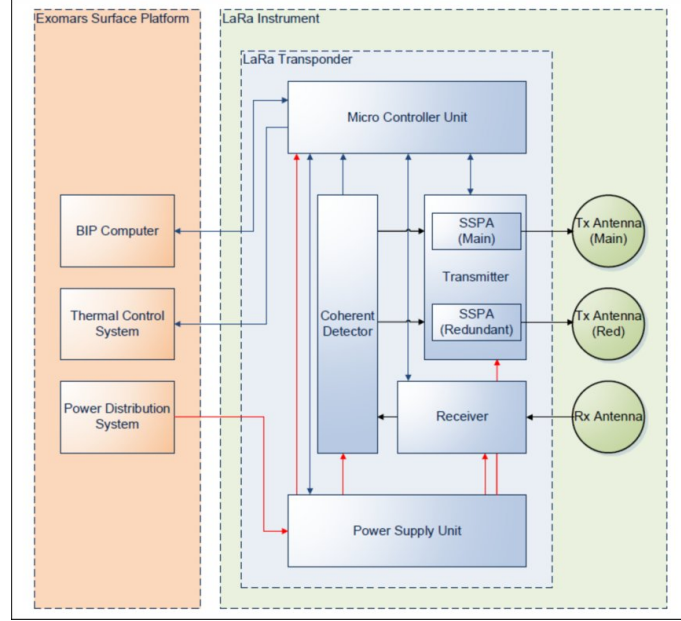 Exomars Surface Platform
LaRa Instrument
LaRa Transponder
Micro Controller Unit
BIP Computer
Thermal Control
System
Power Distribution
System
Coherent
Detector
SSPA
(Main)
Transmitter
SSPA
(Redundant)
Receiver
Power Supply Unit
Tx Antenna
(Main)
Tx Antenna
(Red)
Rx Antenna